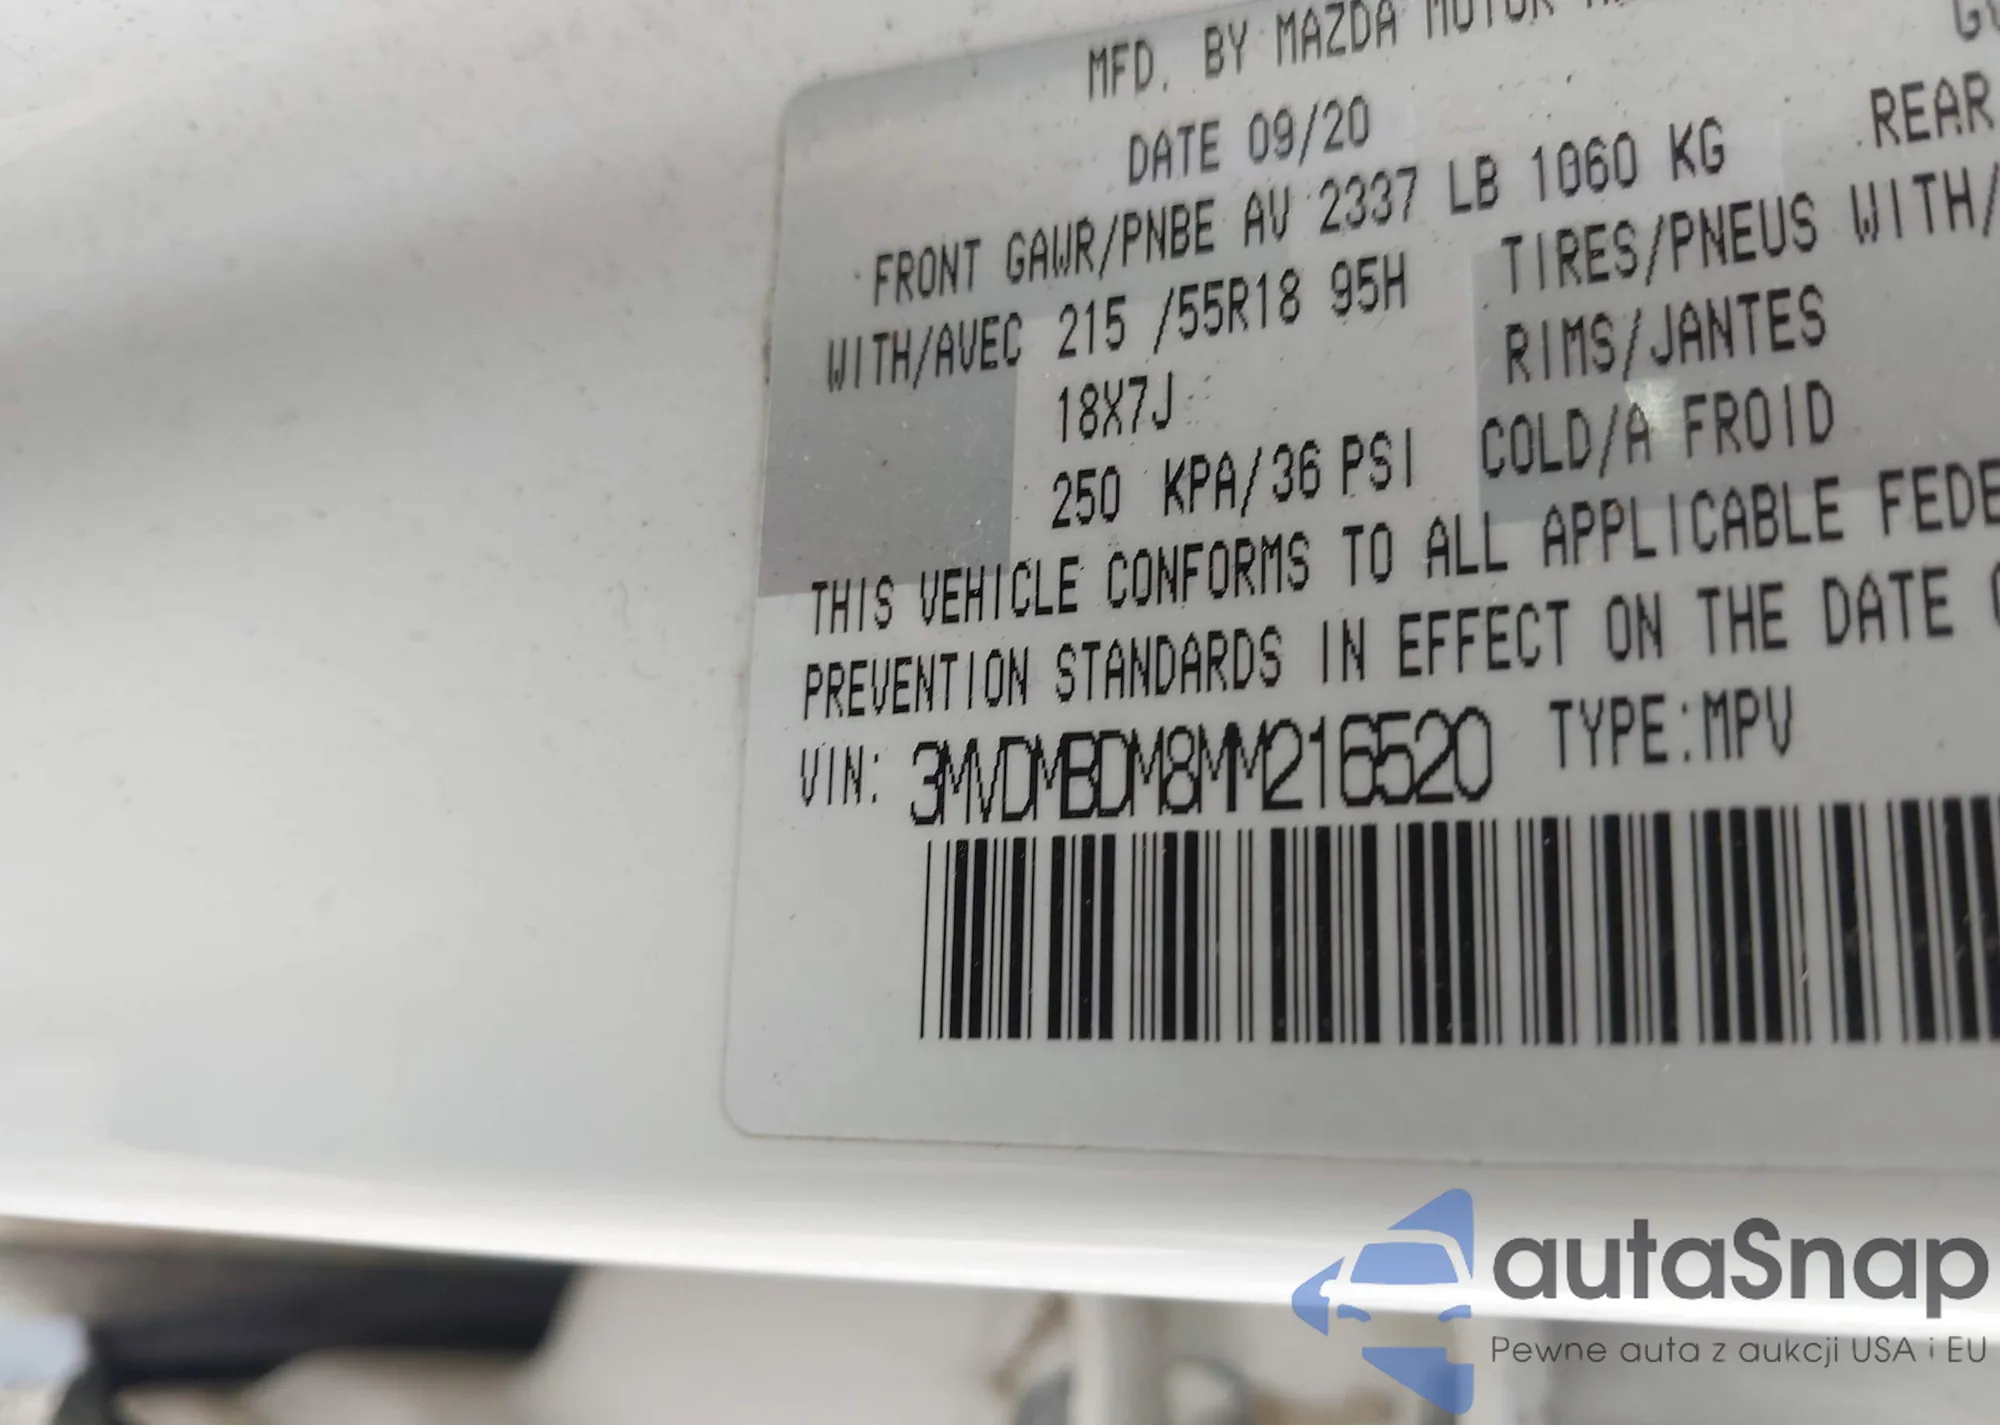 MFD. BY MAZDA MOTOR
DATE 09/20
FRONT GAWR/PNBE AV 2337 LB 1060 KG REAR
WITH/AVEC 215 /55R18 95H TIRES/PNEUS WITH/
18X7J RIMS/JANTES
250 KPA/36 PSI COLD/A FROID
THIS VEHICLE CONFORMS TO ALL APPLICABLE FEDE
PREVENTION STANDARDS IN EFFECT ON THE DATE
VIN: 3MVDMBDM8MM216520 TYPE:MPV
autaSnap
Pewne auta z aukcji USA i EU